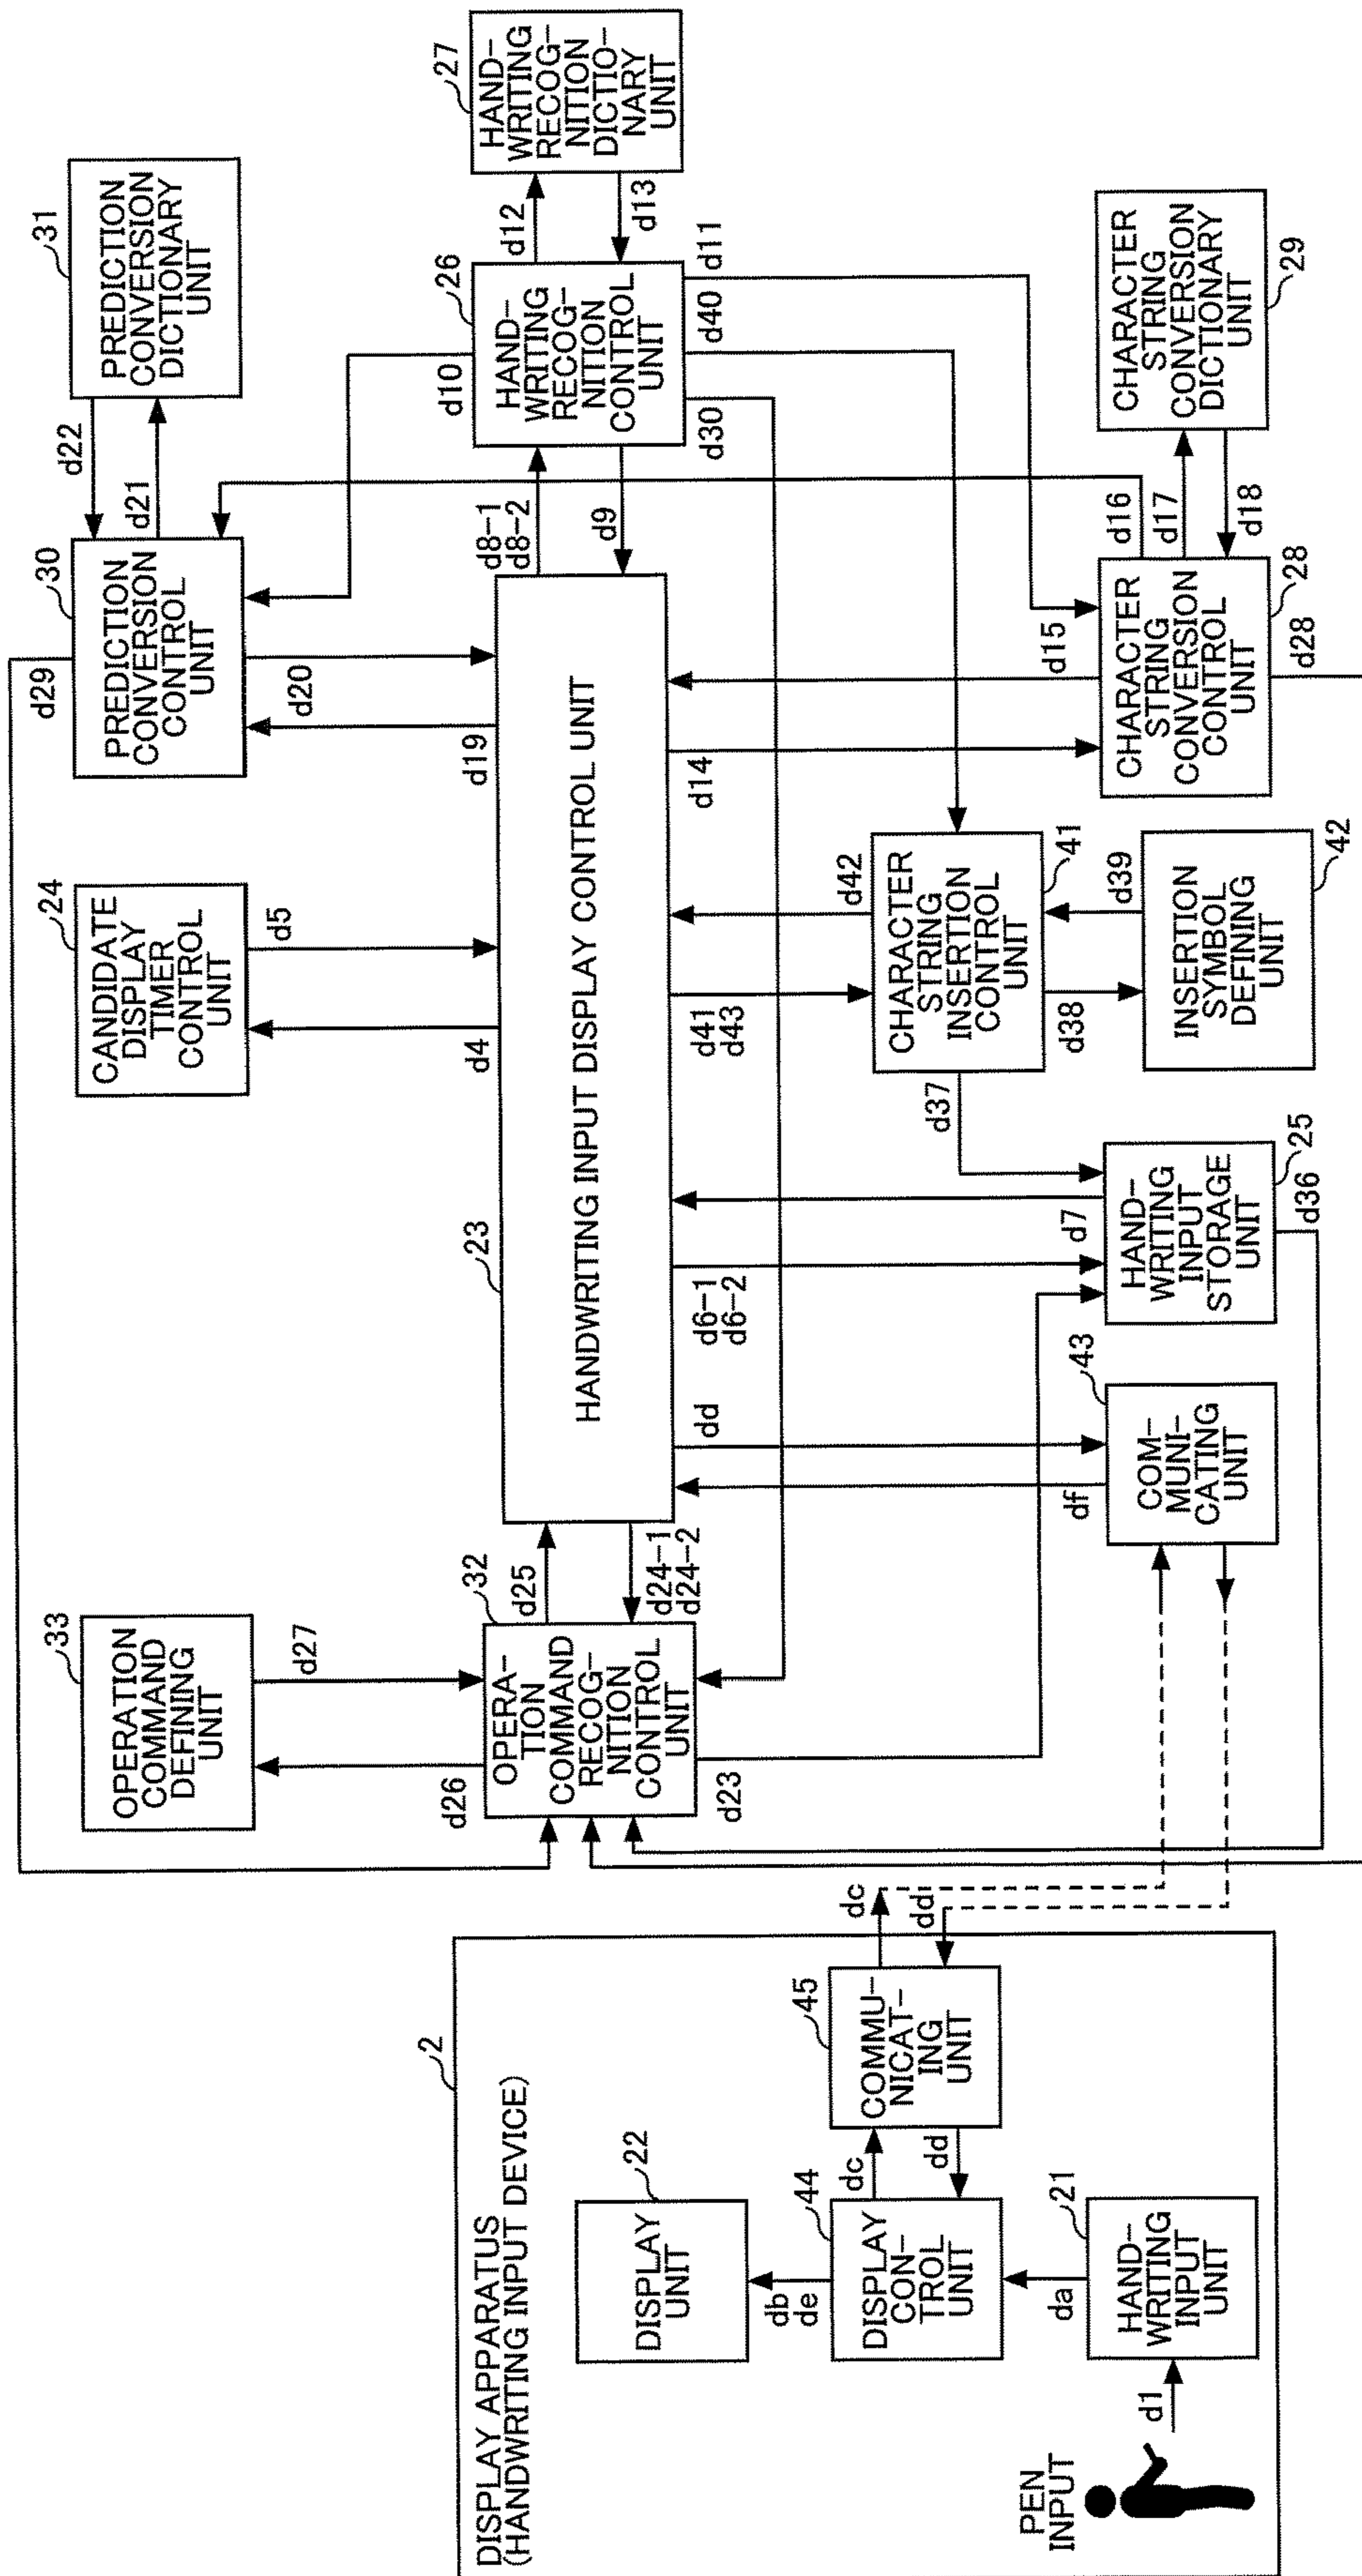 DISPLAY APPARATUS
(HANDWRITING INPUT DEVICE)
2
PEN
INPUT
d1
HAND-
WRITING
INPUT
UNIT
21
da
DISPLAY
CON-
TROL
UNIT
44
db
de
DISPLAY
UNIT
22
dc
dd
COMMU-
NICAT-
ING
UNIT
45
dc
dd
OPERATION
COMMAND
DEFINING
UNIT
33
d26
d27
OPERA-
TION
COMMAND
RECOG-
NITION
CONTROL
UNIT
32
d23
d25
d24-1
d24-2
HANDWRITING INPUT DISPLAY CONTROL UNIT
23
dd
df
COM-
MUNI-
CATING
UNIT
43
d6-1
d6-2
d7
HAND-
WRITING
INPUT
STORAGE
UNIT
25
d36
d37
CANDIDATE
DISPLAY
TIMER
CONTROL
UNIT
24
d4
d5
d41
d43
d42
CHARACTER
STRING
INSERTION
CONTROL
UNIT
41
d38
d39
INSERTION
SYMBOL
DEFINING
UNIT
42
d29
PREDICTION
CONVERSION
CONTROL
UNIT
30
d19
d20
d21
d22
PREDICTION
CONVERSION
DICTIONARY
UNIT
31
d14
d15
CHARACTER
STRING
CONVERSION
CONTROL
UNIT
28
d28
d16
d17
d18
CHARACTER
STRING
CONVERSION
DICTIONARY
UNIT
29
d8-1
d8-2
d9
d10
HAND-
WRITING
RECOG-
NITION
CONTROL
UNIT
26
d30
d40
d11
d12
d13
HAND-
WRITING
RECOG-
NITION
DICTIO-
NARY
UNIT
27